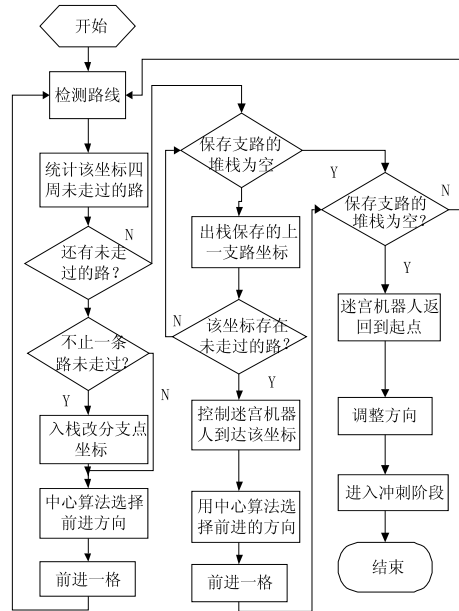 开始
检测路线
统计该坐标四
周未走过的路
还有未走
过的路?
N
不止一条
路未走过?
Y
N
入栈改分支点
坐标
中心算法选择
前进方向
前进一格
保存支路的
堆栈为空
Y
出栈保存的上
一支路坐标
N
该坐标存在
未走过的路?
Y
控制迷宫机器
人到达该坐标
用中心算法选
择前进的方向
前进一格
保存支路的
堆栈为空?
N
Y
迷宫机器人返
回到起点
调整方向
进入冲刺阶段
结束